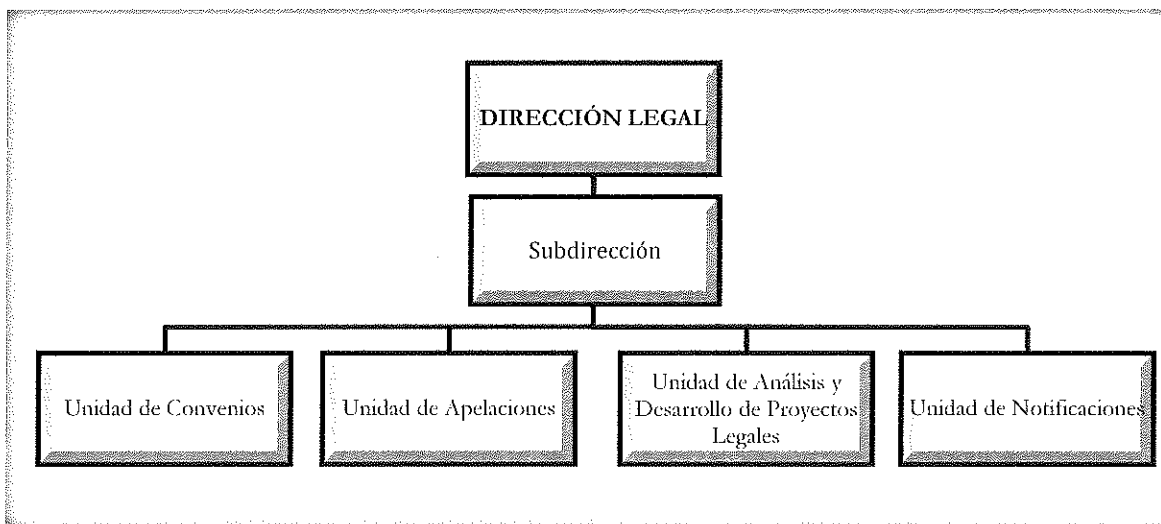 DIRECCIÓN LEGAL
Subdirección
Unidad de Convenios
Unidad de Apelaciones
Unidad de Análisis y
Desarrollo de Proyectos
Legales
Unidad de Notificaciones